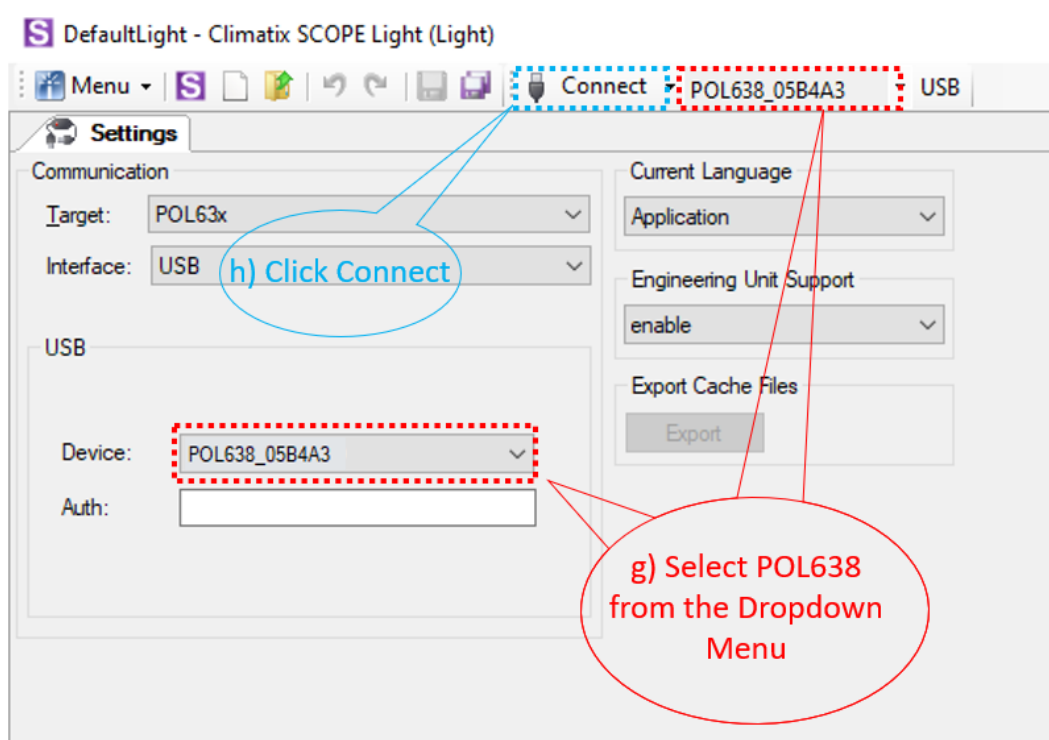 S DefaultLight - Climatix SCOPE Light (Light)
Menu S Connect POL638_05B4A3 USB
Settings
Communication
Target: POL63x
Interface: USB
h) Click Connect
USB
Device: POL638_05B4A3
Auth:
Current Language
Application
Engineering Unit Support
enable
Export Cache Files
Export
g) Select POL638
from the Dropdown
Menu